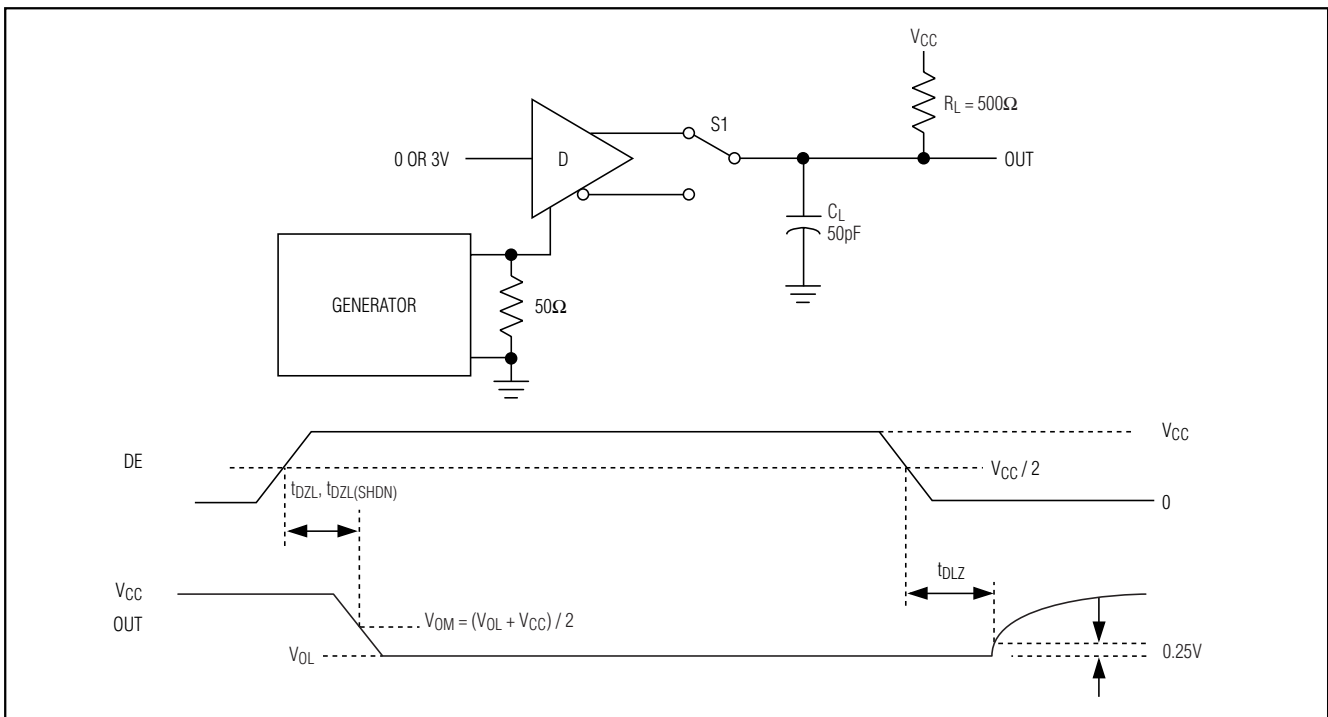 VCC
RL = 500Ω
S1
0 OR 3V
D
OUT
CL
50pF
GENERATOR
50Ω
VCC
DE
VCC / 2
tDZL, tDZL(SHDN)
0
tDLZ
VCC
OUT
VOM = (VOL + VCC) / 2
VOL
0.25V